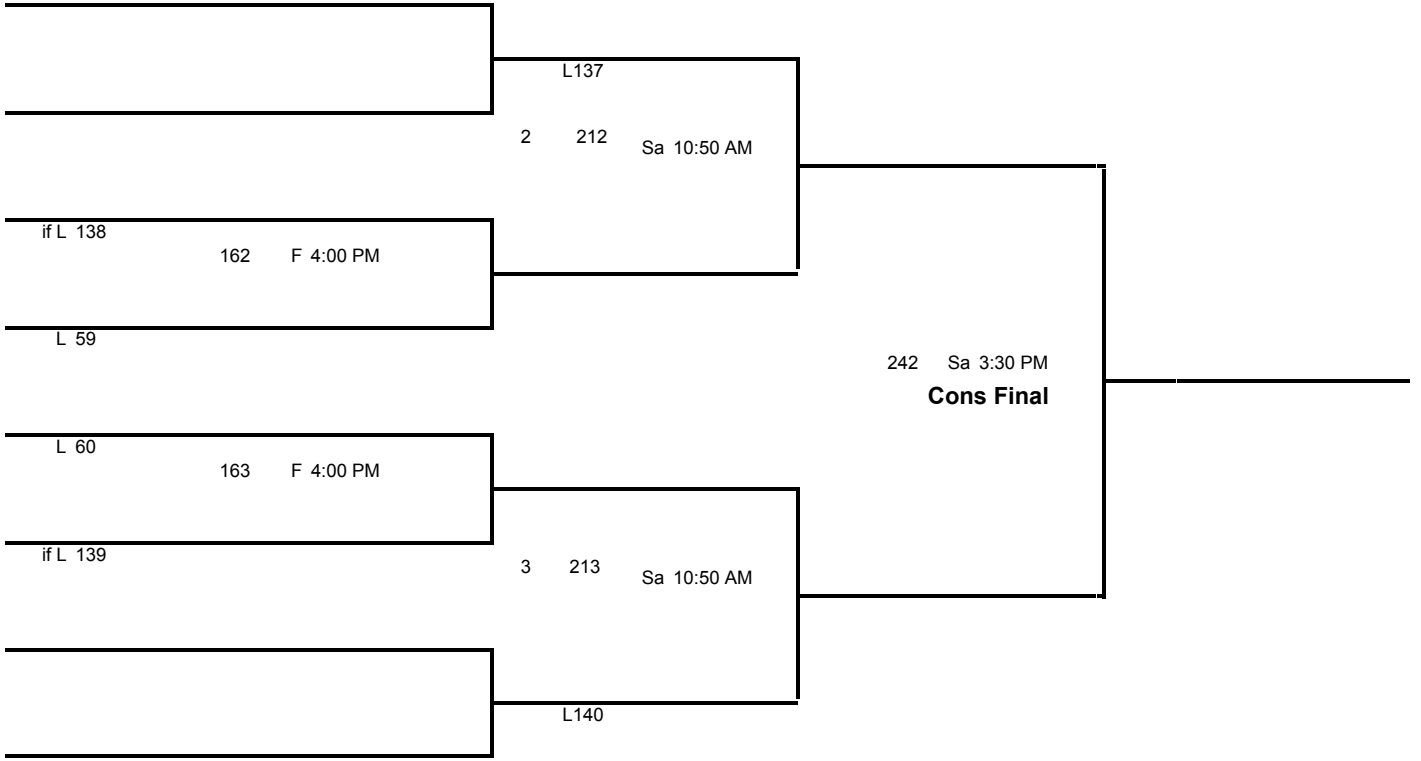 L137
2 212 Sa 10:50 AM
if L 138
162 F 4:00 PM
L 59
242 Sa 3:30 PM
Cons Final
L 60
163 F 4:00 PM
if L 139
3 213 Sa 10:50 AM
L140